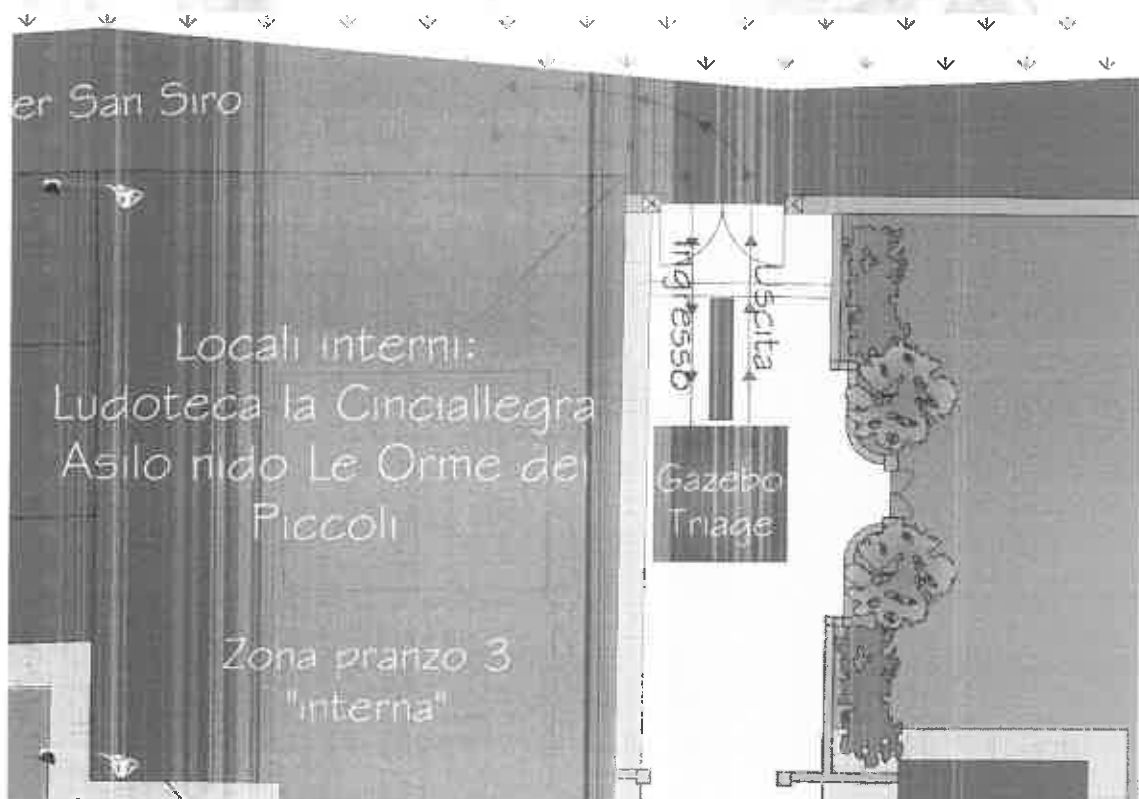 er San Siro
Ingresso
Uscita
Locali interni:
Ludoteca la Cinciallegra
Asilo nido Le Orme dei
Piccoli
Gazebo
Triage
Zona pranzo 3
"interna"